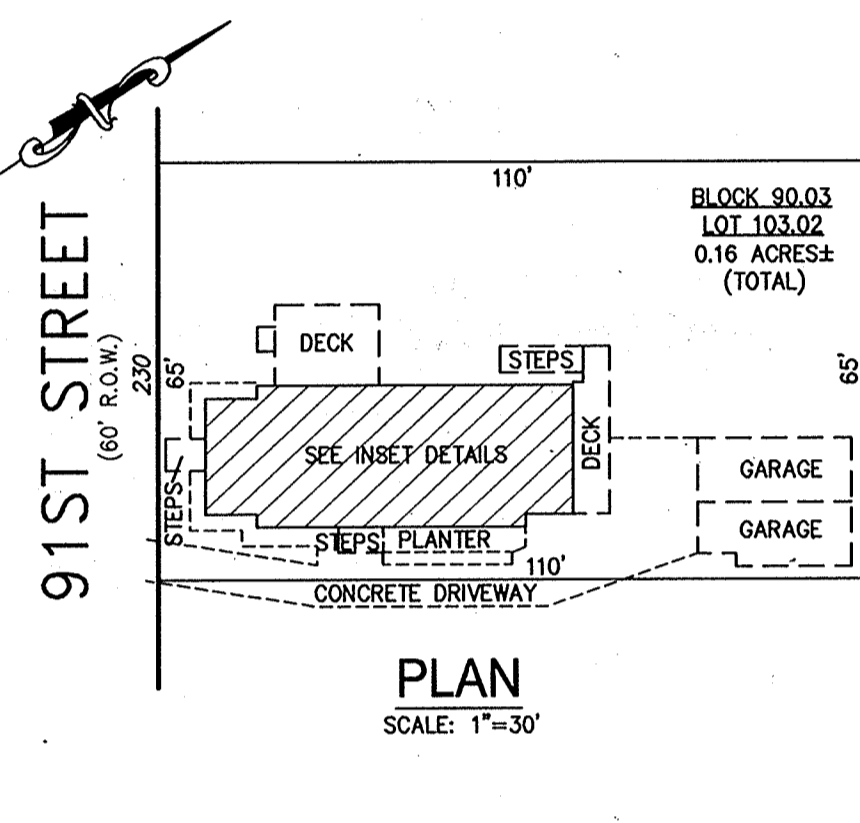 N
110'
BLOCK 90.03
LOT 103.02
0.16 ACRES±
(TOTAL)
91ST STREET
(60' R.O.W.)
230
65'
DECK
STEPS
65'
DECK
SEE INSET DETAILS
STEPS
GARAGE
GARAGE
STEPS
PLANTER
110'
CONCRETE DRIVEWAY
PLAN
SCALE: 1"=30'